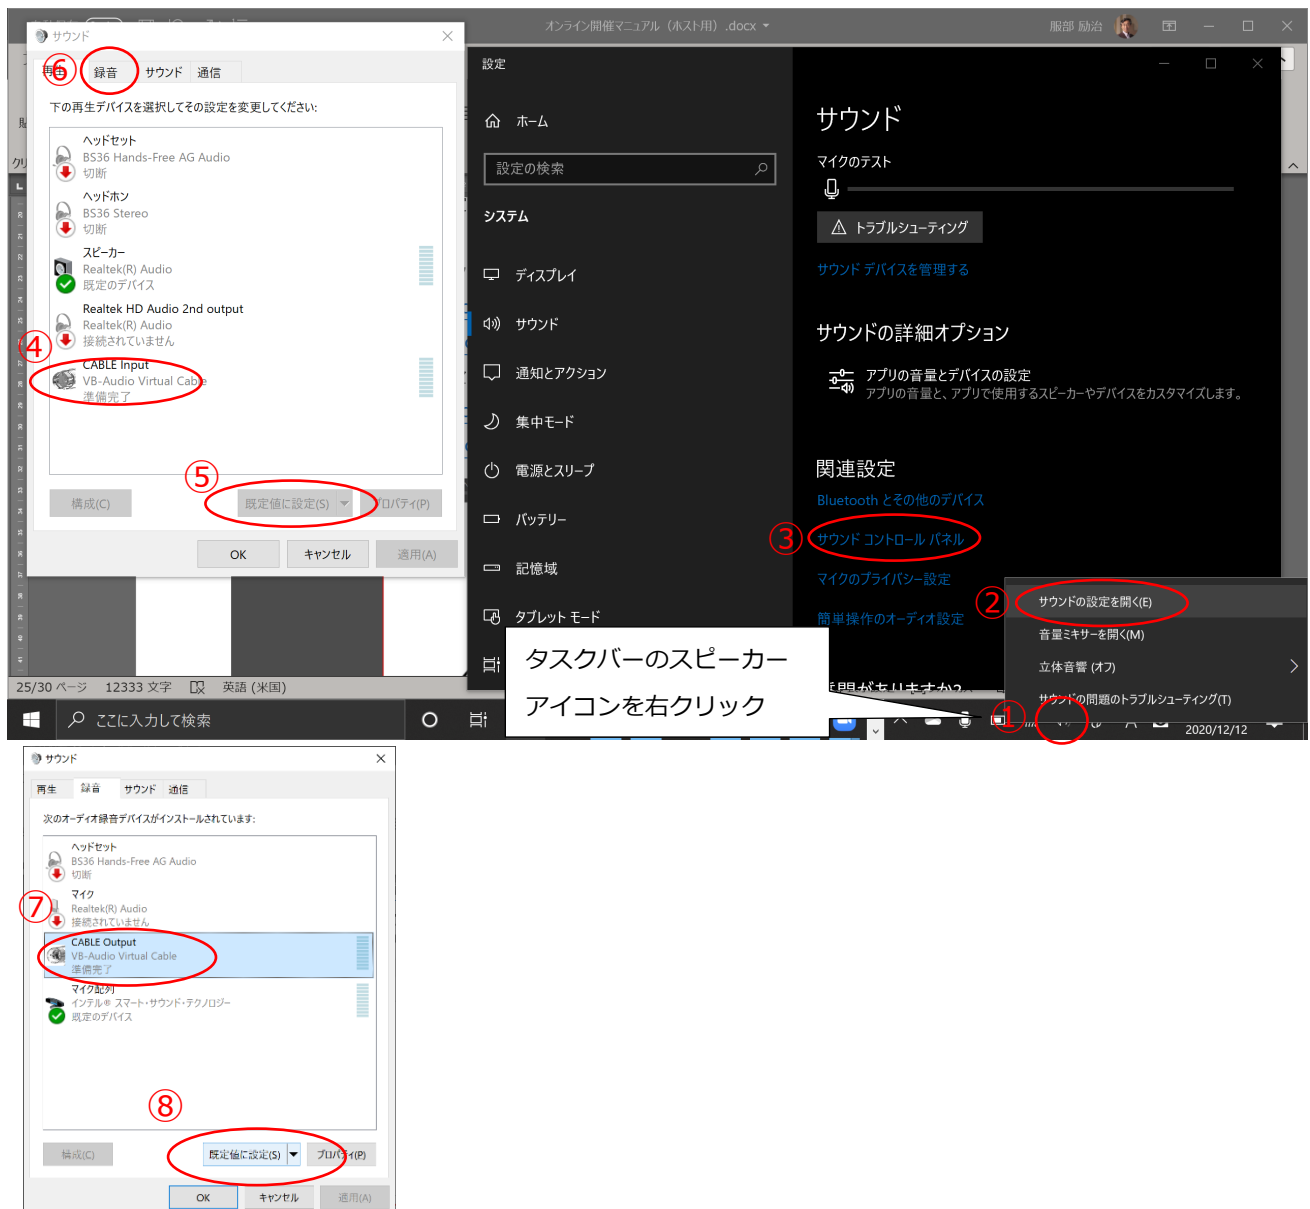 オンライン開催マニュアル（ホスト用）.docx
服部 励治
サウンド
⑥
再生 録音 サウンド 通信
下の再生デバイスを選択してその設定を変更してください:
ヘッドセット
BS36 Hands-Free AG Audio
切断
ヘッドホン
BS36 Stereo
切断
スピーカー
Realtek(R) Audio
既定のデバイス
Realtek HD Audio 2nd output
Realtek(R) Audio
接続されていません
④
CABLE Input
VB-Audio Virtual Cable
準備完了
⑤
構成(C) 既定値に設定(S) プロパティ(P)
OK キャンセル 適用(A)
25/30 ページ 12333 文字 英語 (米国)
ここに入力して検索
設定
ホーム
設定の検索
システム
ディスプレイ
サウンド
通知とアクション
集中モード
電源とスリープ
バッテリー
記憶域
タブレット モード
サウンド
マイクのテスト
トラブルシューティング
サウンド デバイスを管理する
サウンドの詳細オプション
アプリの音量とデバイスの設定
アプリの音量と、アプリで使用するスピーカーやデバイスをカスタマイズします。
関連設定
Bluetooth とその他のデバイス
③
サウンド コントロール パネル
マイクのプライバシー設定
簡単操作のオーディオ設定
質問がありますか?
②
サウンドの設定を開く(E)
音量ミキサーを開く(M)
立体音響 (オフ)
サウンドの問題のトラブルシューティング(T)
タスクバーのスピーカー
アイコンを右クリック
①
A
2020/12/12
サウンド
再生 録音 サウンド 通信
次のオーディオ録音デバイスがインストールされています:
ヘッドセット
BS36 Hands-Free AG Audio
切断
⑦
マイク
Realtek(R) Audio
接続されていません
CABLE Output
VB-Audio Virtual Cable
準備完了
マイク配列
インテル® スマート・サウンド・テクノロジー
既定のデバイス
⑧
構成(C) 既定値に設定(S) プロパティ(P)
OK キャンセル 適用(A)